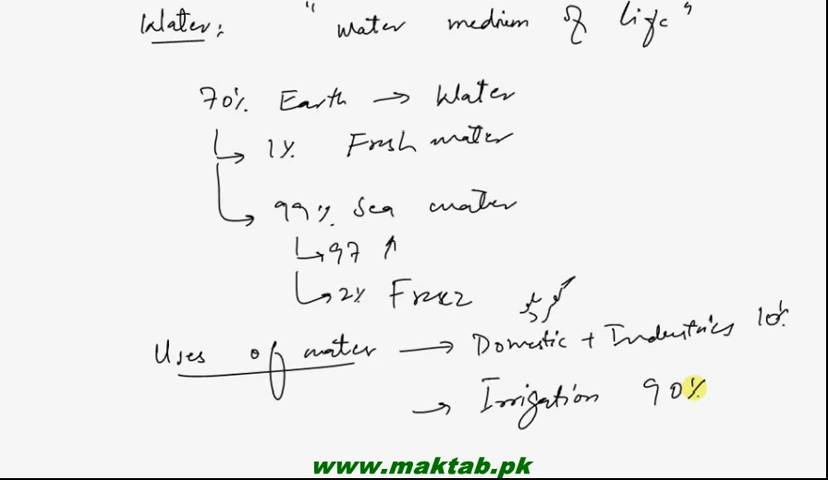 Water: "Water medium of life"
70% Earth → Water
↳ 1% Fresh water
↳ 99% Sea water
↳ 97 ↑
↳ 2% Freez
Uses of water → Domestic + Industries 10%
→ Irrigation 90%
www.maktab.pk